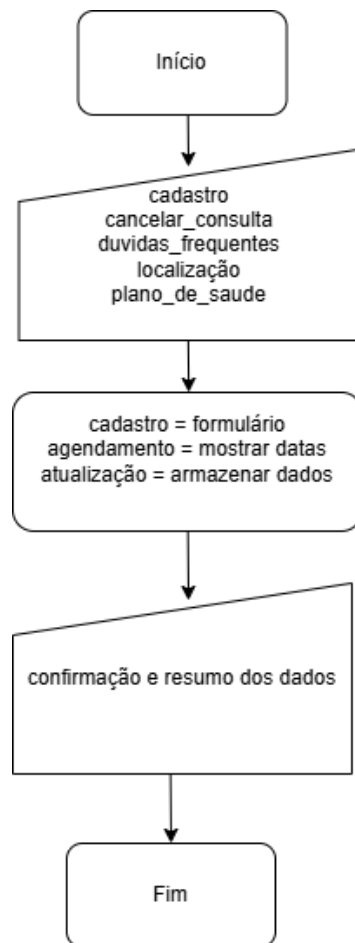 Início
cadastro
cancelar_consulta
duvidas_frequentes
localização
plano_de_saude
cadastro = formulário
agendamento = mostrar datas
atualização = armazenar dados
confirmação e resumo dos dados
Fim